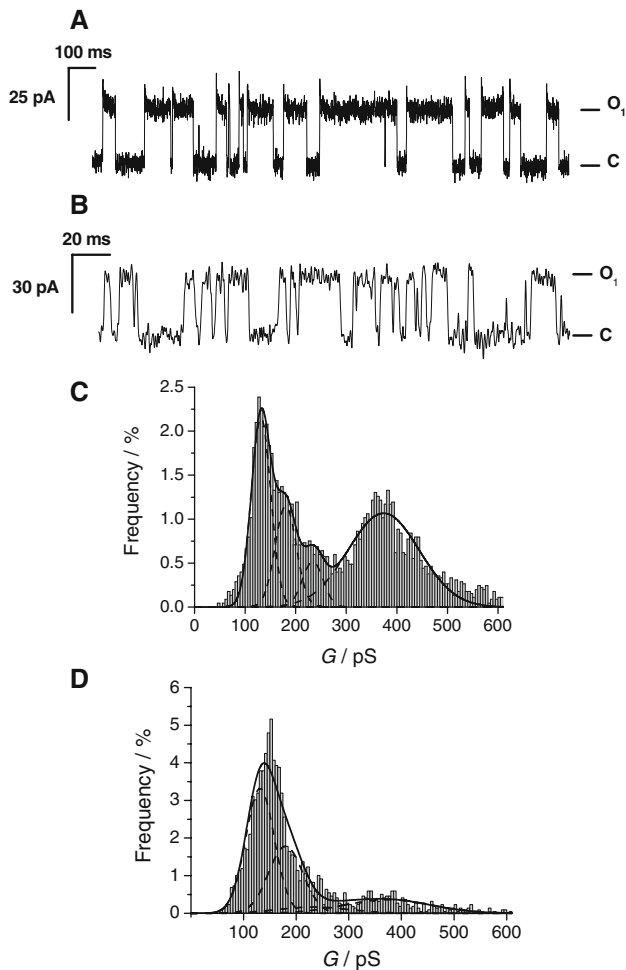 A
100 ms
25 pA
O₁
C
B
20 ms
30 pA
O₁
C
C
2.5
2.0
1.5
1.0
0.5
0.0
Frequency / %
0 100 200 300 400 500 600
G / pS
D
6
5
4
3
2
1
0
Frequency / %
100 200 300 400 500 600
G / pS